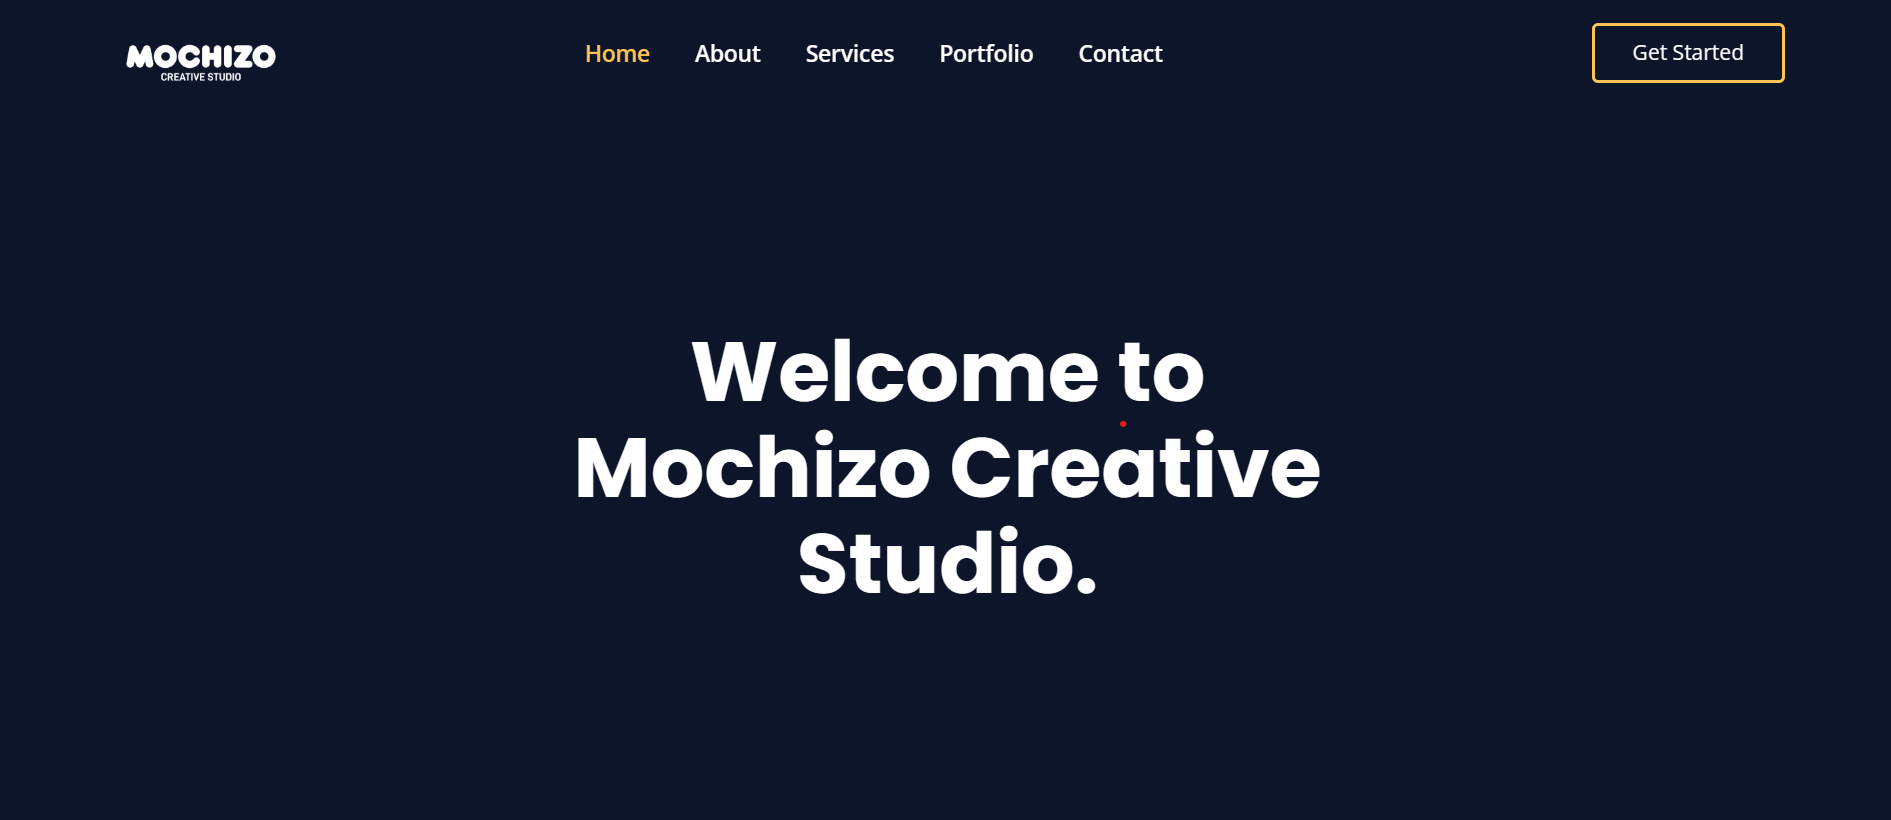 MOCHIZO
CREATIVE STUDIO
Home About Services Portfolio Contact
Get Started
Welcome to
Mochizo Creative
Studio.